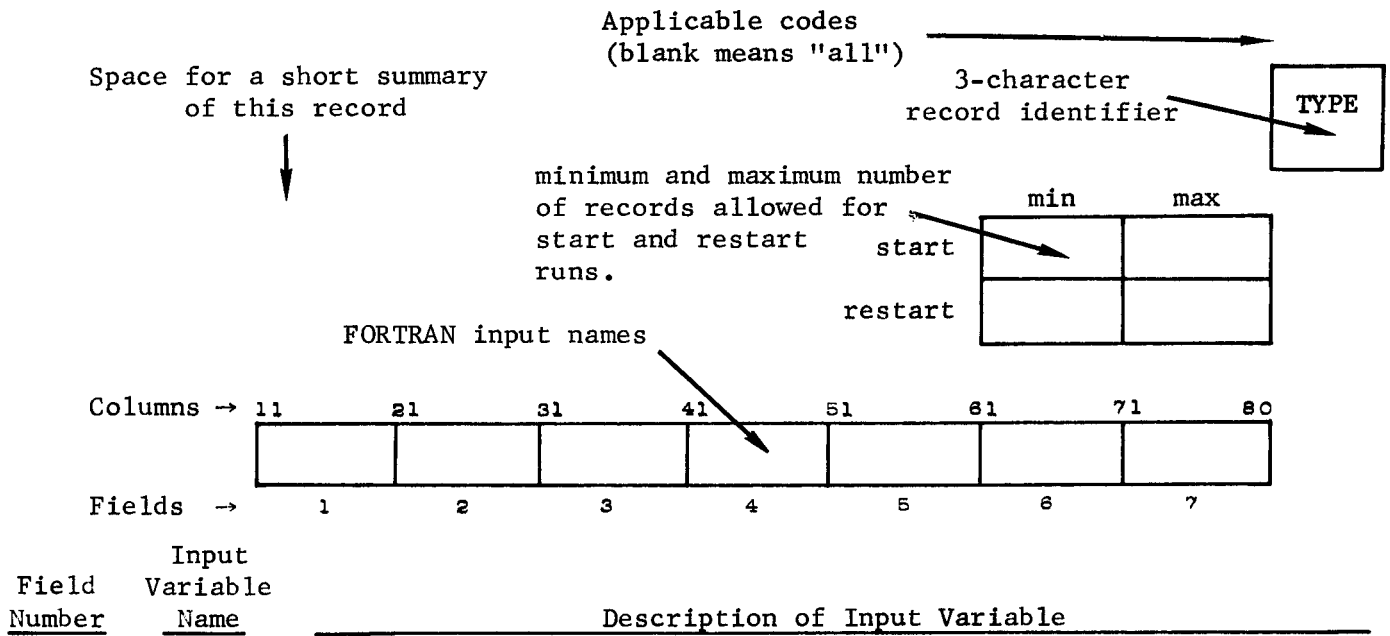 Applicable codes
(blank means "all")
Space for a short summary
of this record
3-character
record identifier
TYPE
minimum and maximum number
of records allowed for
start and restart
runs.
min max
start
restart
FORTRAN input names
Columns → 11 21 31 41 51 61 71 80
Fields → 1 2 3 4 5 6 7
Field
Number
Input
Variable
Name
Description of Input Variable